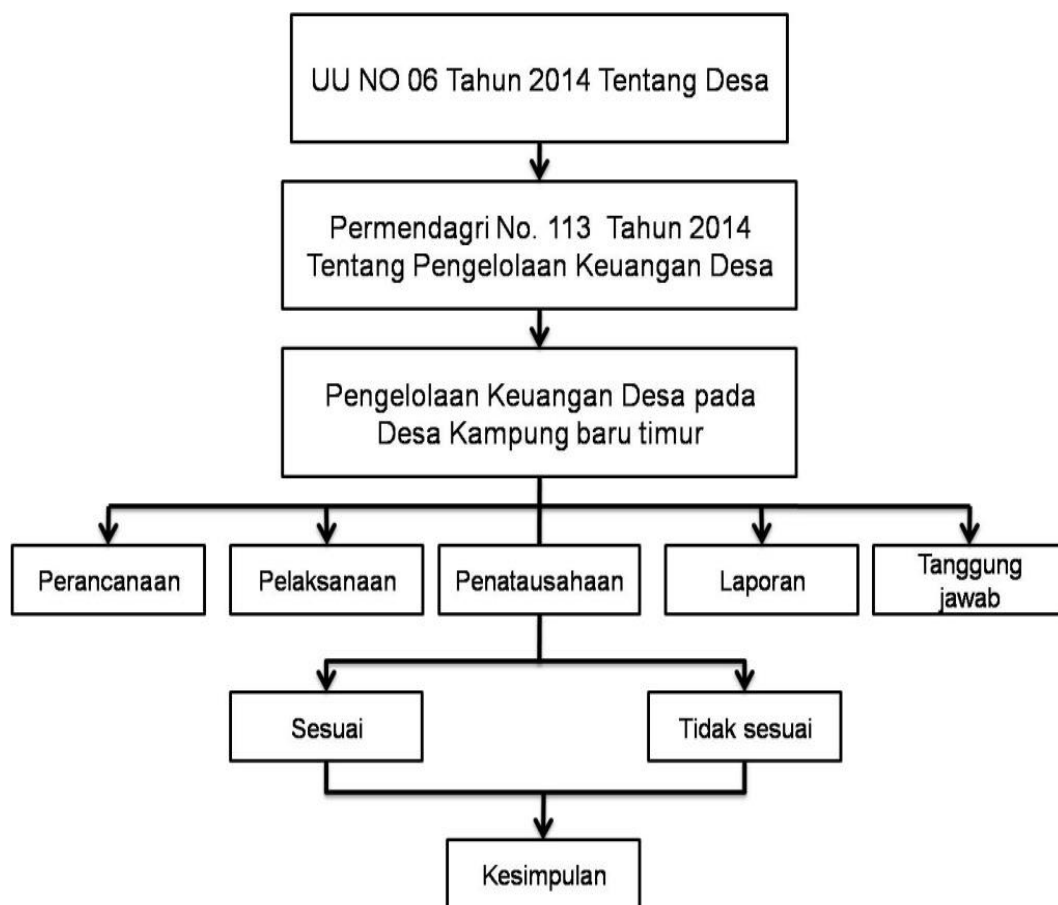 UU NO 06 Tahun 2014 Tentang Desa
Permendagri No. 113 Tahun 2014
Tentang Pengelolaan Keuangan Desa
Pengelolaan Keuangan Desa pada
Desa Kampung baru timur
Perancanaan
Pelaksanaan
Penatausahaan
Laporan
Tanggung
jawab
Sesuai
Tidak sesuai
Kesimpulan